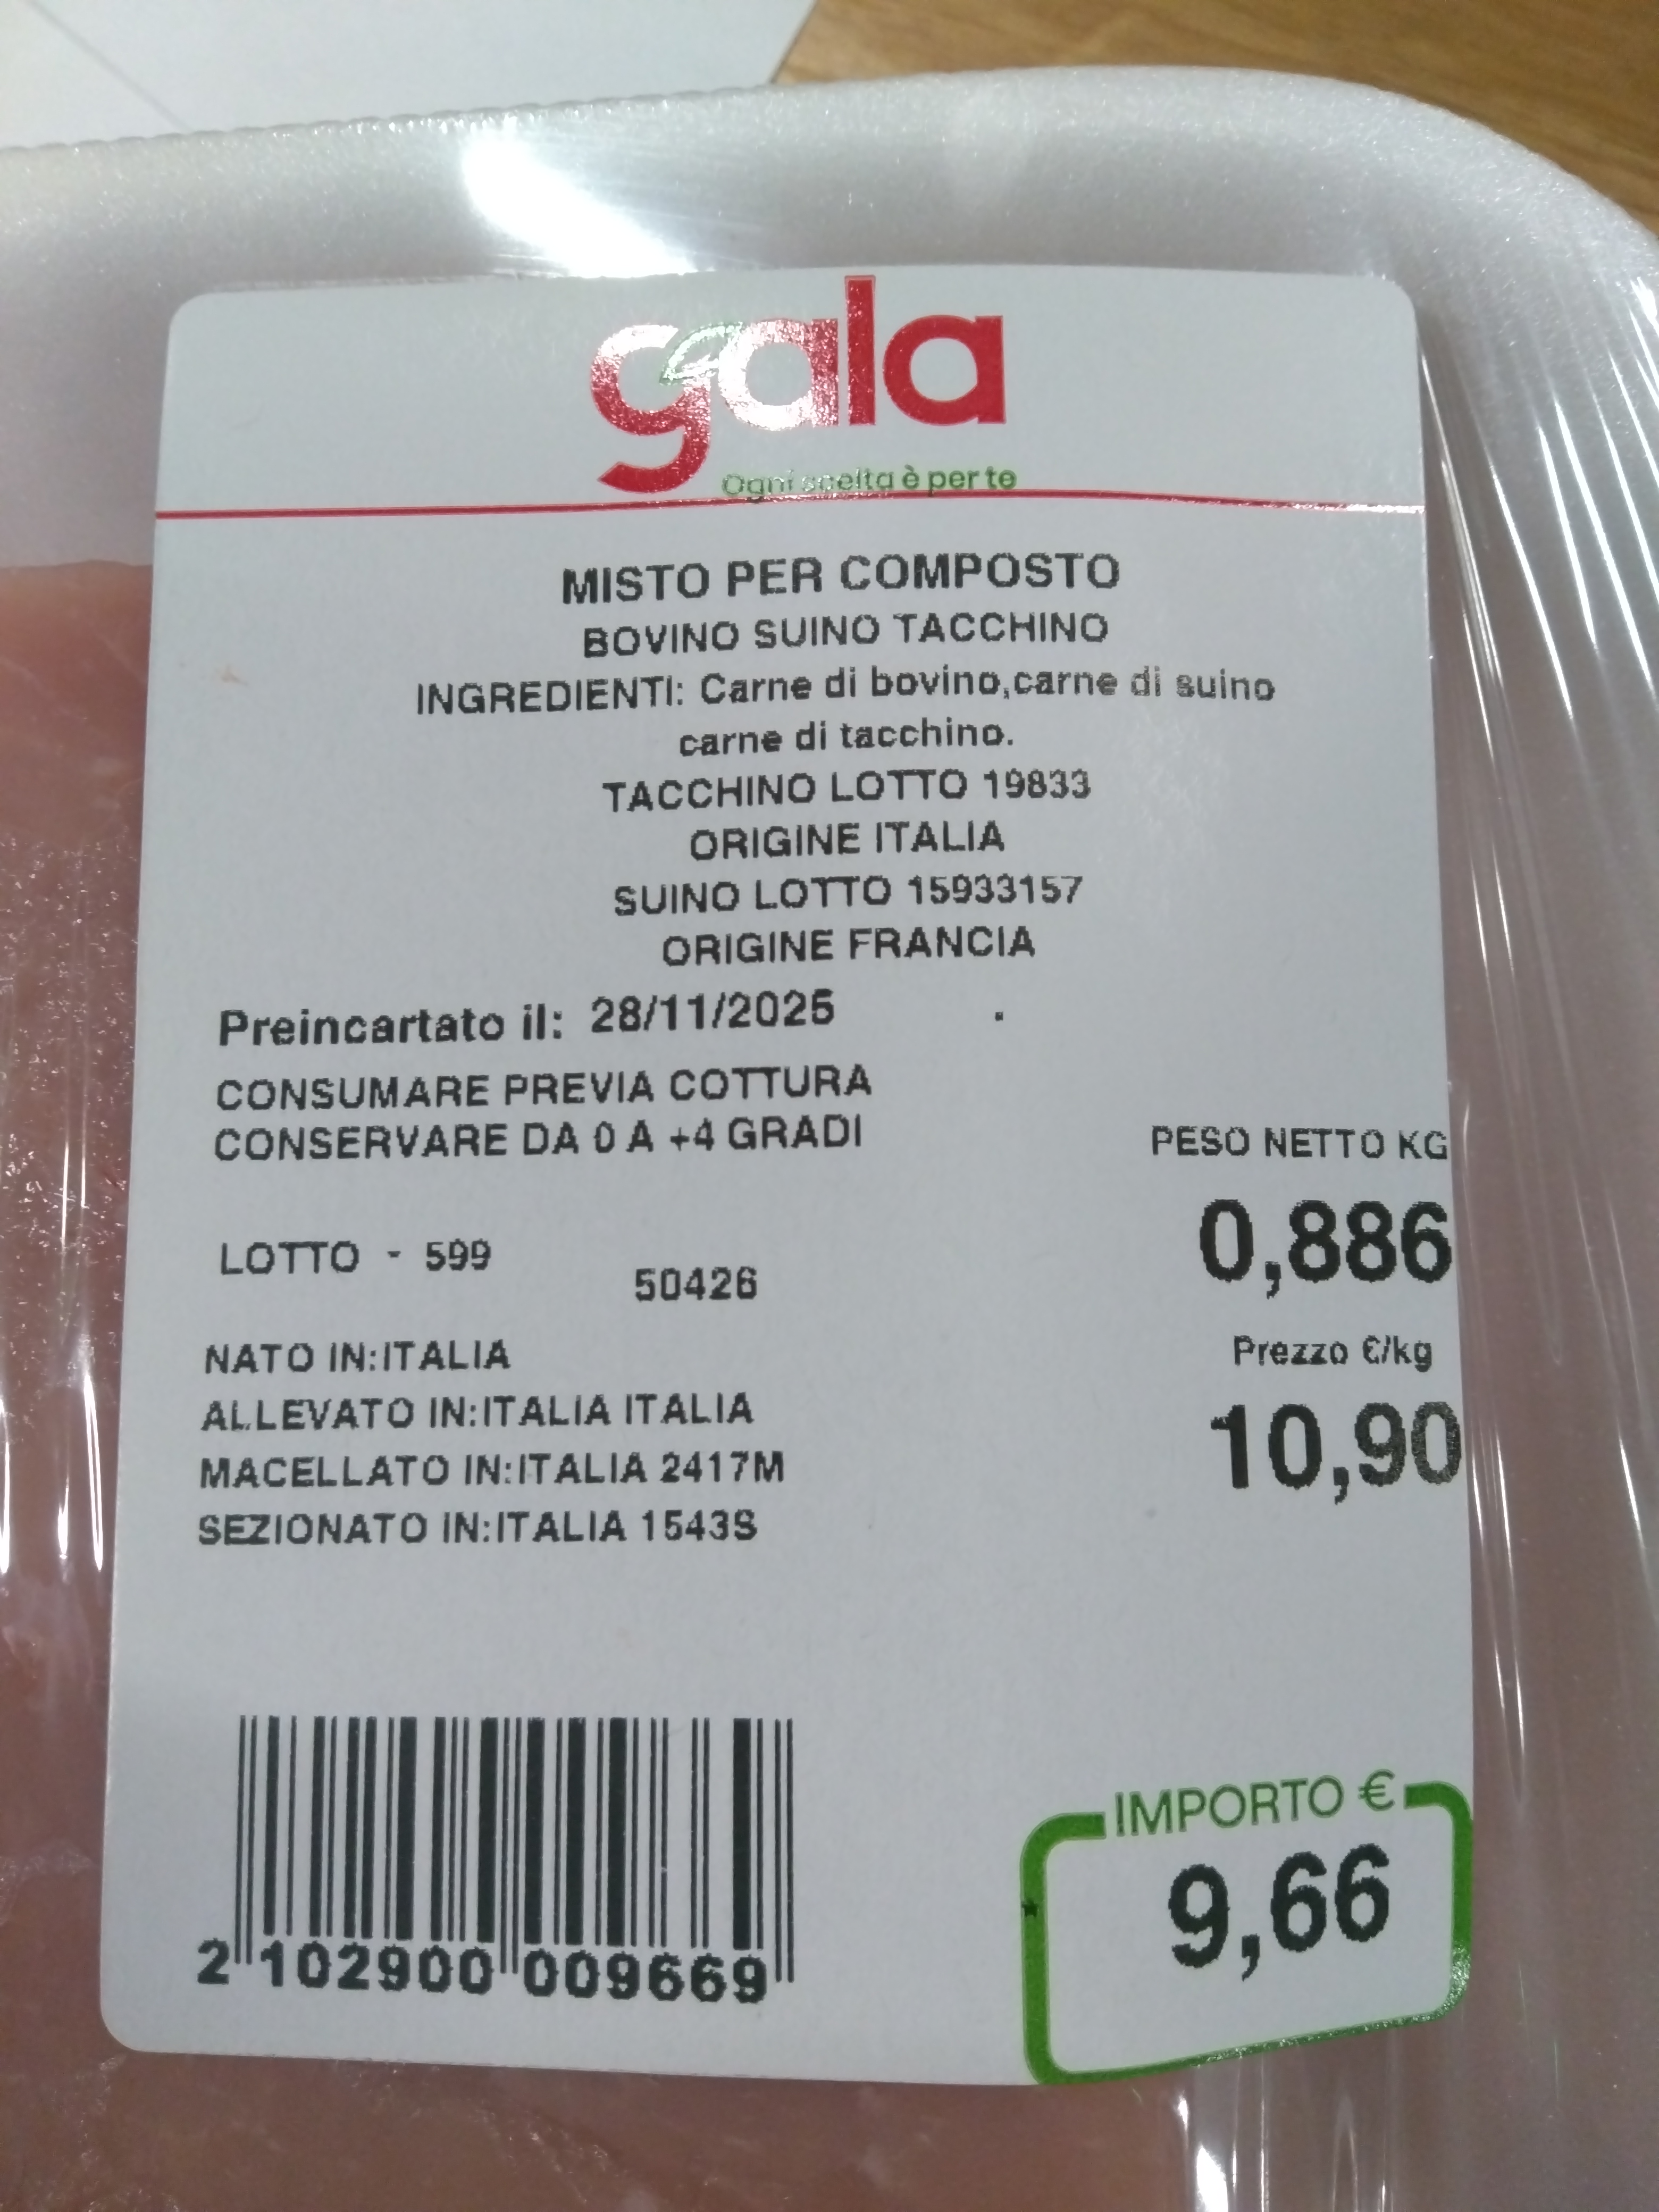 gala
Ogni scelta è per te
MISTO PER COMPOSTO
BOVINO SUINO TACCHINO
INGREDIENTI: Carne di bovino,carne di suino
carne di tacchino.
TACCHINO LOTTO 19833
ORIGINE ITALIA
SUINO LOTTO 15933157
ORIGINE FRANCIA
Preincartato il: 28/11/2025 .
CONSUMARE PREVIA COTTURA
CONSERVARE DA 0 A +4 GRADI
PESO NETTO KG
0,886
LOTTO - 599
50426
Prezzo €/kg
10,90
NATO IN:ITALIA
ALLEVATO IN:ITALIA ITALIA
MACELLATO IN:ITALIA 2417M
SEZIONATO IN:ITALIA 1543S
2 102900 009669
IMPORTO €
9,66